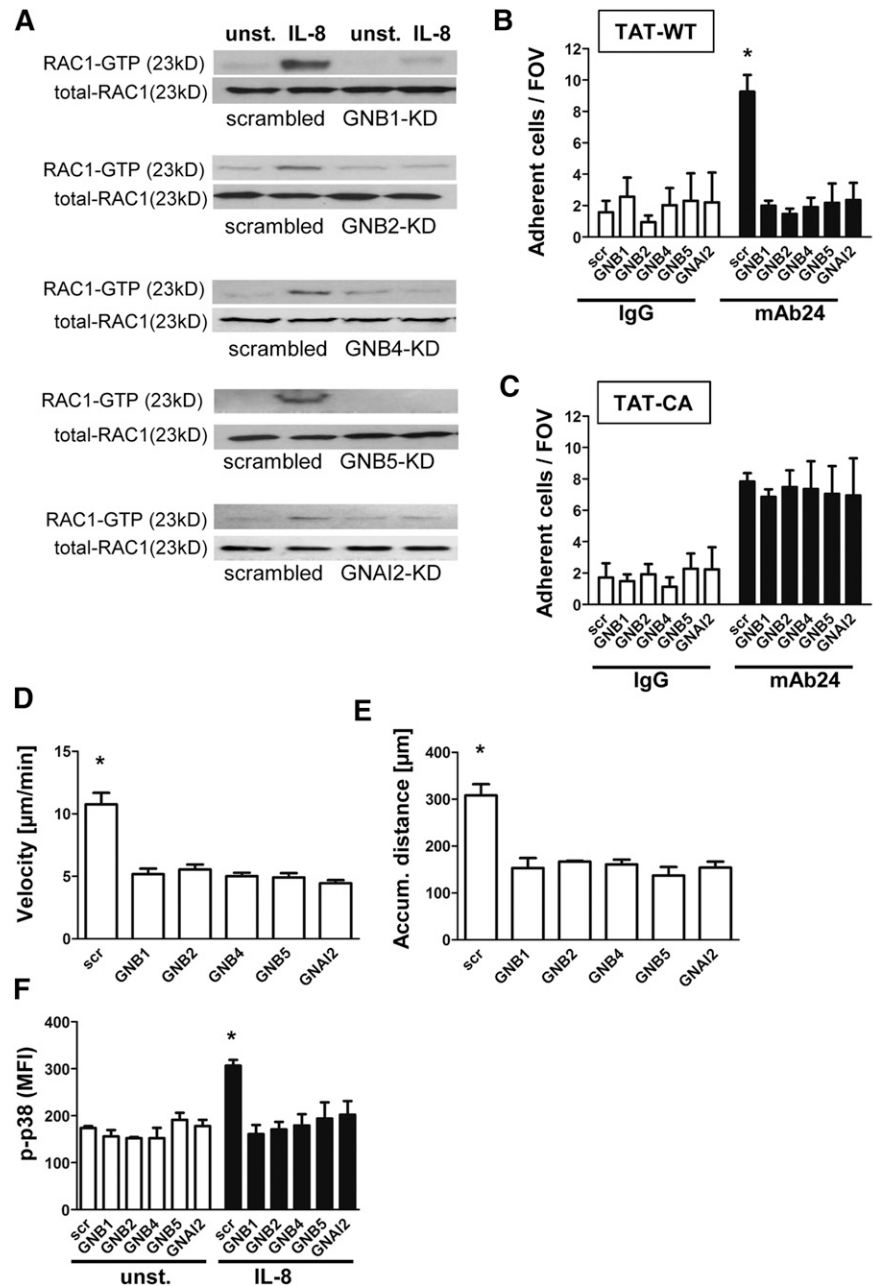 A
unst. IL-8 unst. IL-8
RAC1-GTP (23kD)
total-RAC1(23kD)
scrambled GNB1-KD
RAC1-GTP (23kD)
total-RAC1(23kD)
scrambled GNB2-KD
RAC1-GTP (23kD)
total-RAC1(23kD)
scrambled GNB4-KD
RAC1-GTP (23kD)
total-RAC1(23kD)
scrambled GNB5-KD
RAC1-GTP (23kD)
total-RAC1(23kD)
scrambled GNAI2-KD
B
TAT-WT
Adherent cells / FOV
12
10
8
6
4
2
0
*
scr GNB1 GNB2 GNB4 GNB5 GNAI2 scr GNB1 GNB2 GNB4 GNB5 GNAI2
IgG mAb24
C
TAT-CA
Adherent cells / FOV
12
10
8
6
4
2
0
scr GNB1 GNB2 GNB4 GNB5 GNAI2 scr GNB1 GNB2 GNB4 GNB5 GNAI2
IgG mAb24
D
Velocity [µm/min]
15
10
5
0
*
scr GNB1 GNB2 GNB4 GNB5 GNAI2
E
Accum. distance [µm]
400
300
200
100
0
*
scr GNB1 GNB2 GNB4 GNB5 GNAI2
F
p-p38 (MFI)
400
300
200
100
0
*
scr GNB1 GNB2 GNB4 GNB5 GNAI2 scr GNB1 GNB2 GNB4 GNB5 GNAI2
unst. IL-8